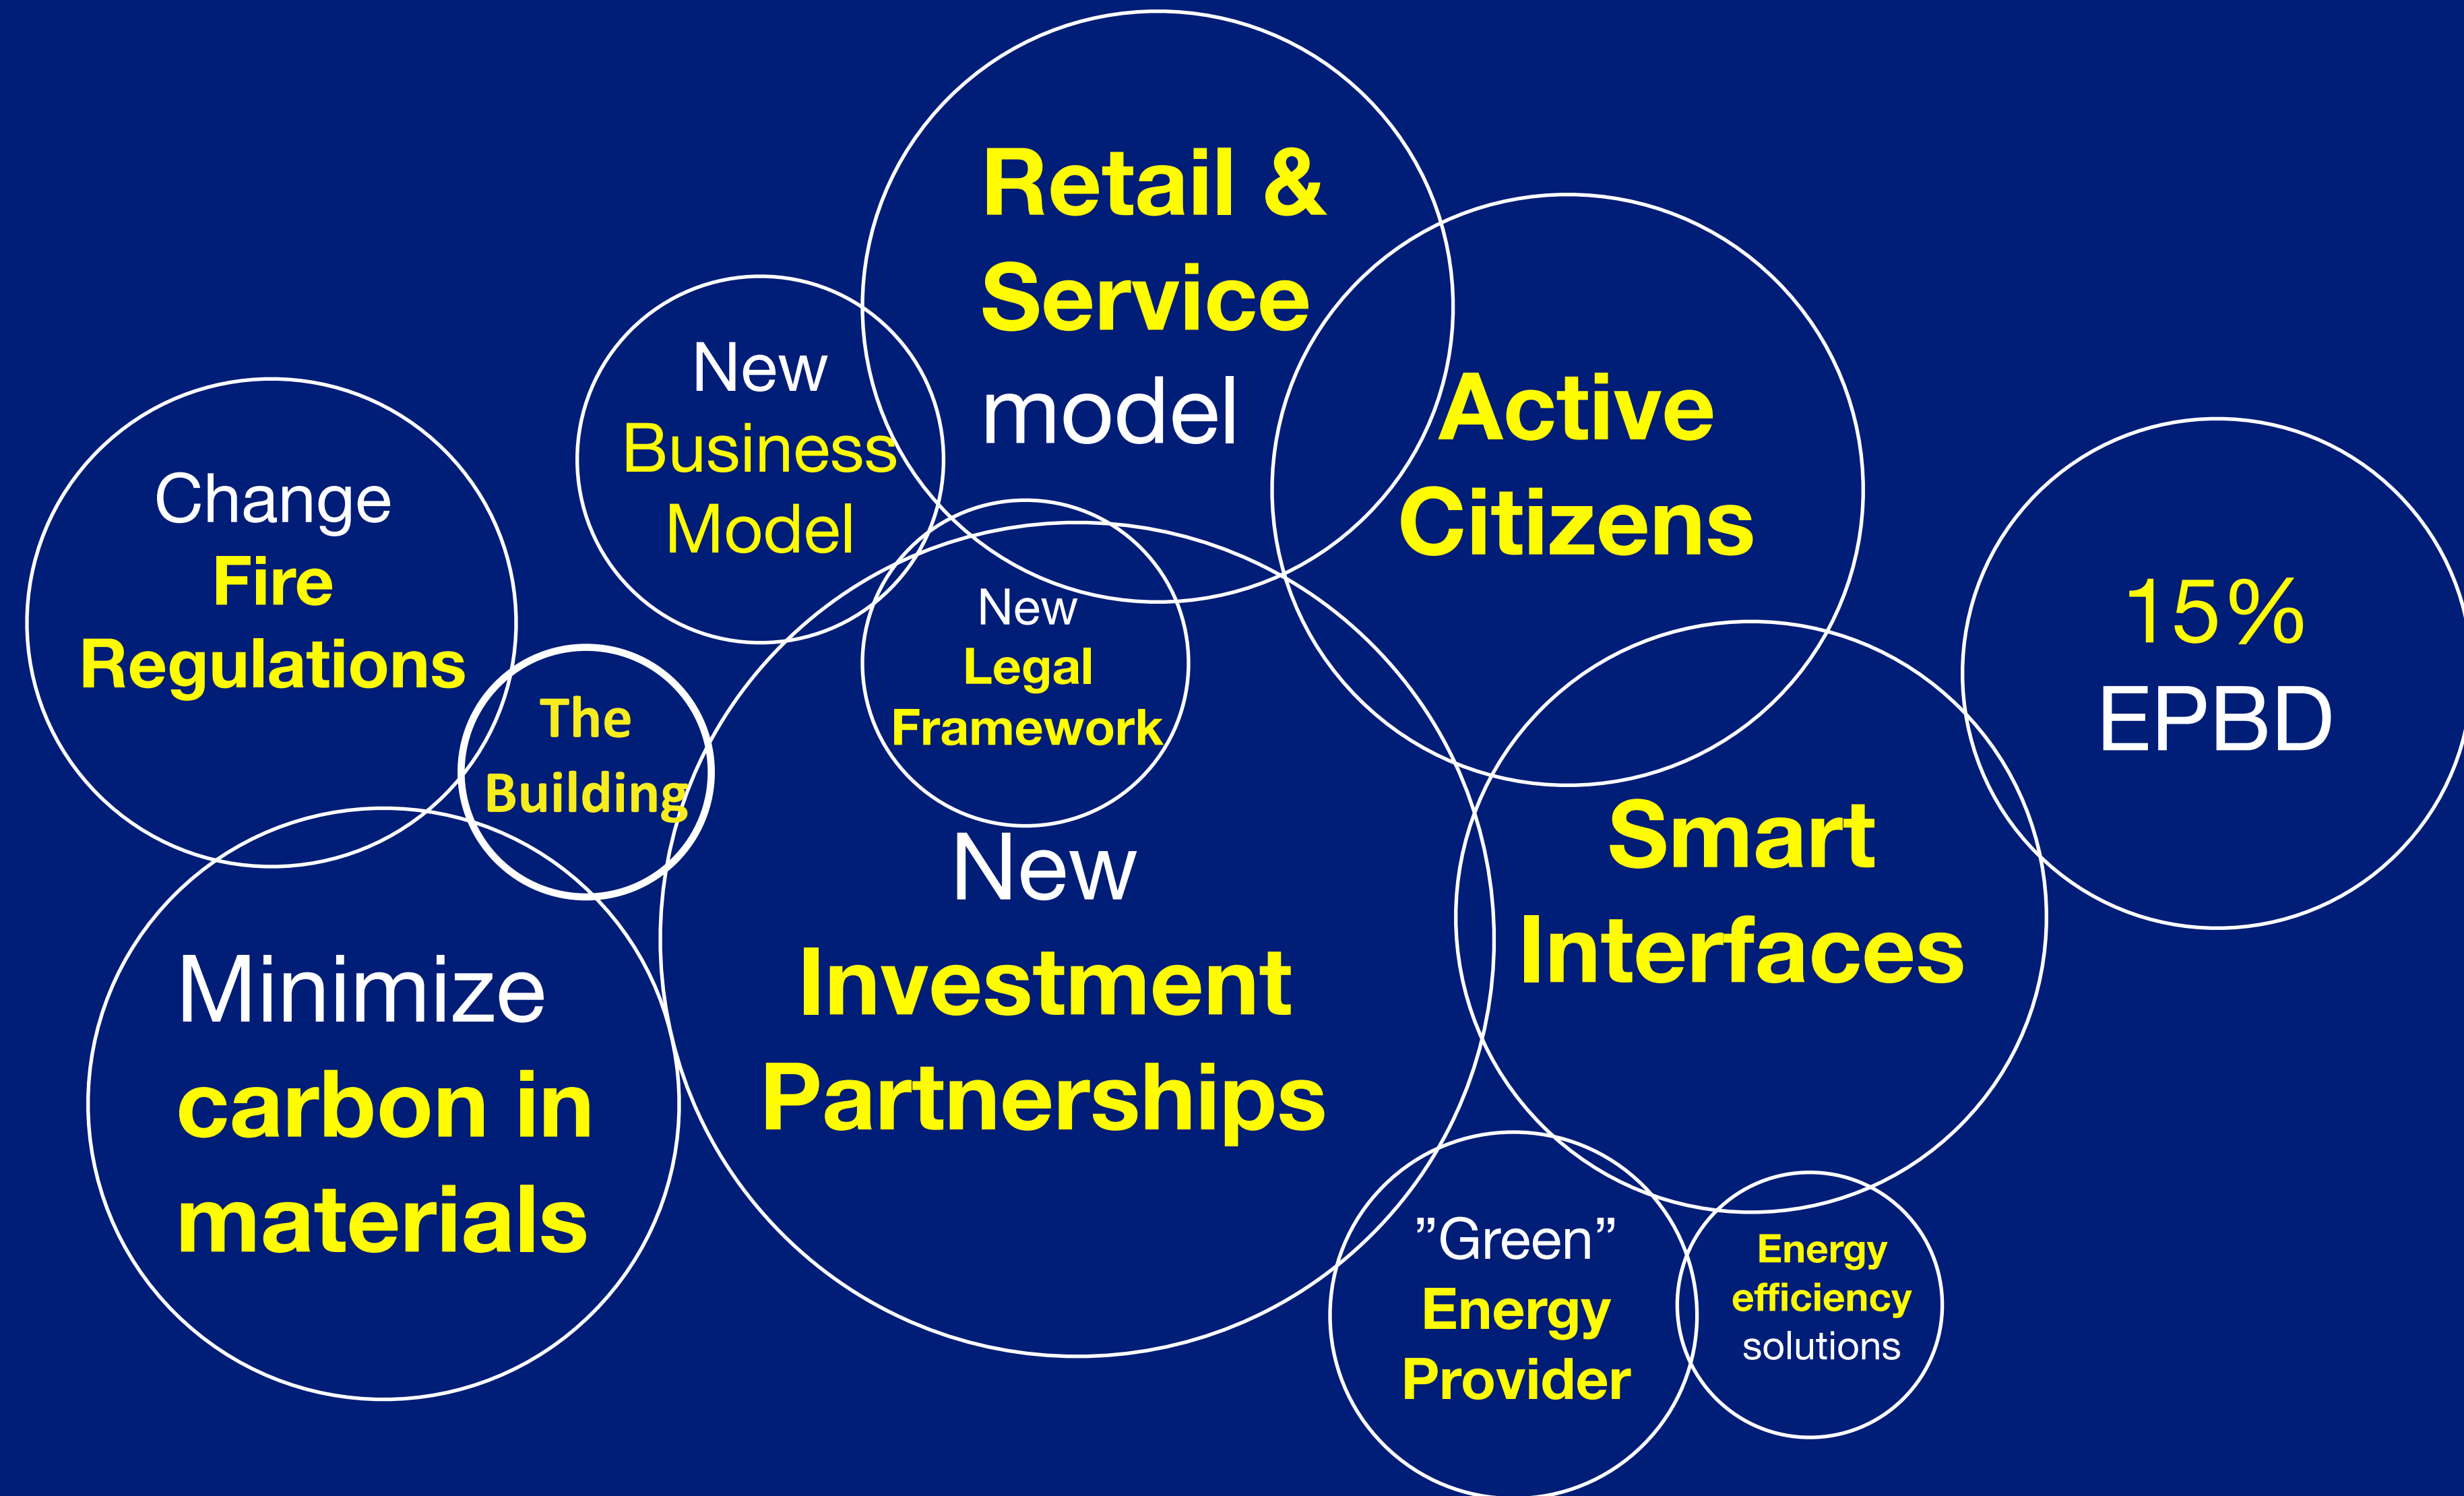 Retail &
Service
model
New
Business
Model
Active
Citizens
Change
Fire
Regulations
15%
EPBD
New
Legal
Framework
The
Building
Smart
Interfaces
New
Investment
Partnerships
Minimize
carbon in
materials
”Green”
Energy
Provider
Energy
efficiency
solutions